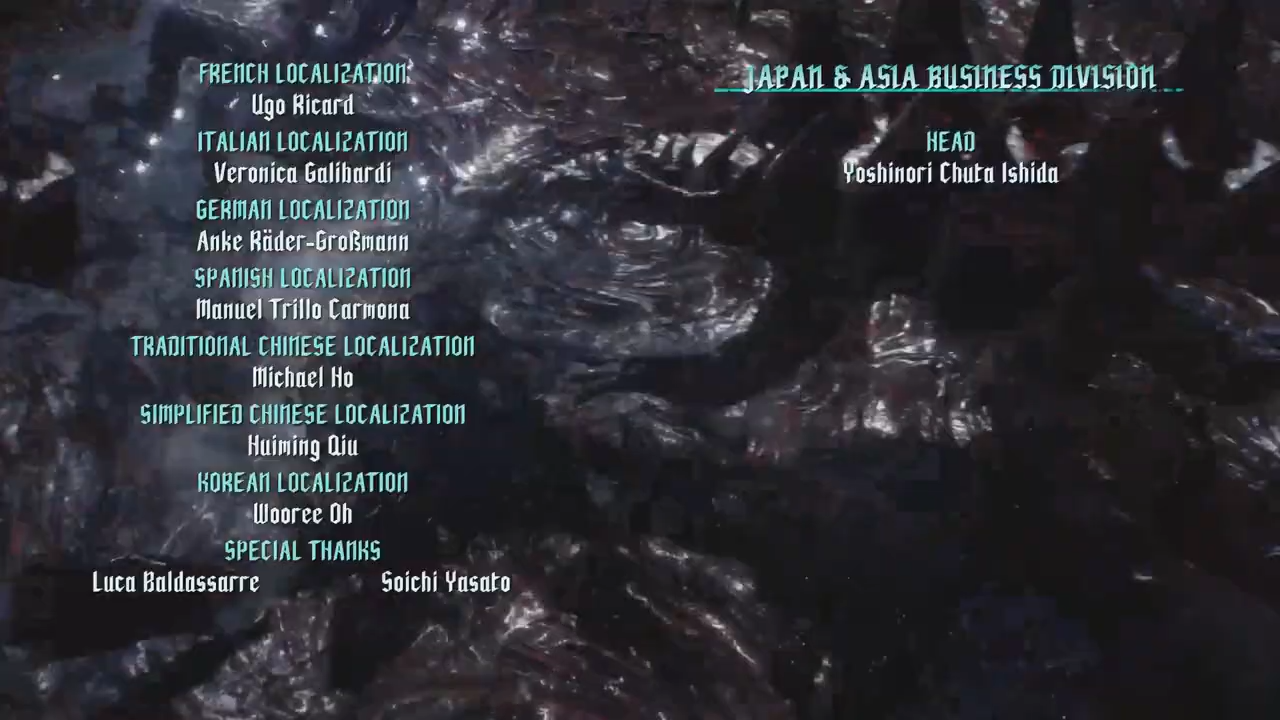 FRENCH LOCALIZATION
Ugo Ricard
ITALIAN LOCALIZATION
Veronica Galibardi
GERMAN LOCALIZATION
Anke Räder-Großmann
SPANISH LOCALIZATION
Manuel Trillo Carmona
TRADITIONAL CHINESE LOCALIZATION
Michael Ho
SIMPLIFIED CHINESE LOCALIZATION
Huiming Qiu
KOREAN LOCALIZATION
Wooree Oh
SPECIAL THANKS
Luca Baldassarre Soichi Yasato
JAPAN & ASIA BUSINESS DIVISION
HEAD
Yoshinori Chuta Ishida